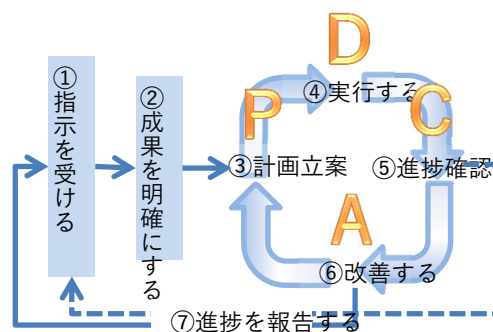 ①指示を受ける
②成果を明確にする
P
③計画立案
D
④実行する
C
⑤進捗確認
A
⑥改善する
⑦進捗を報告する